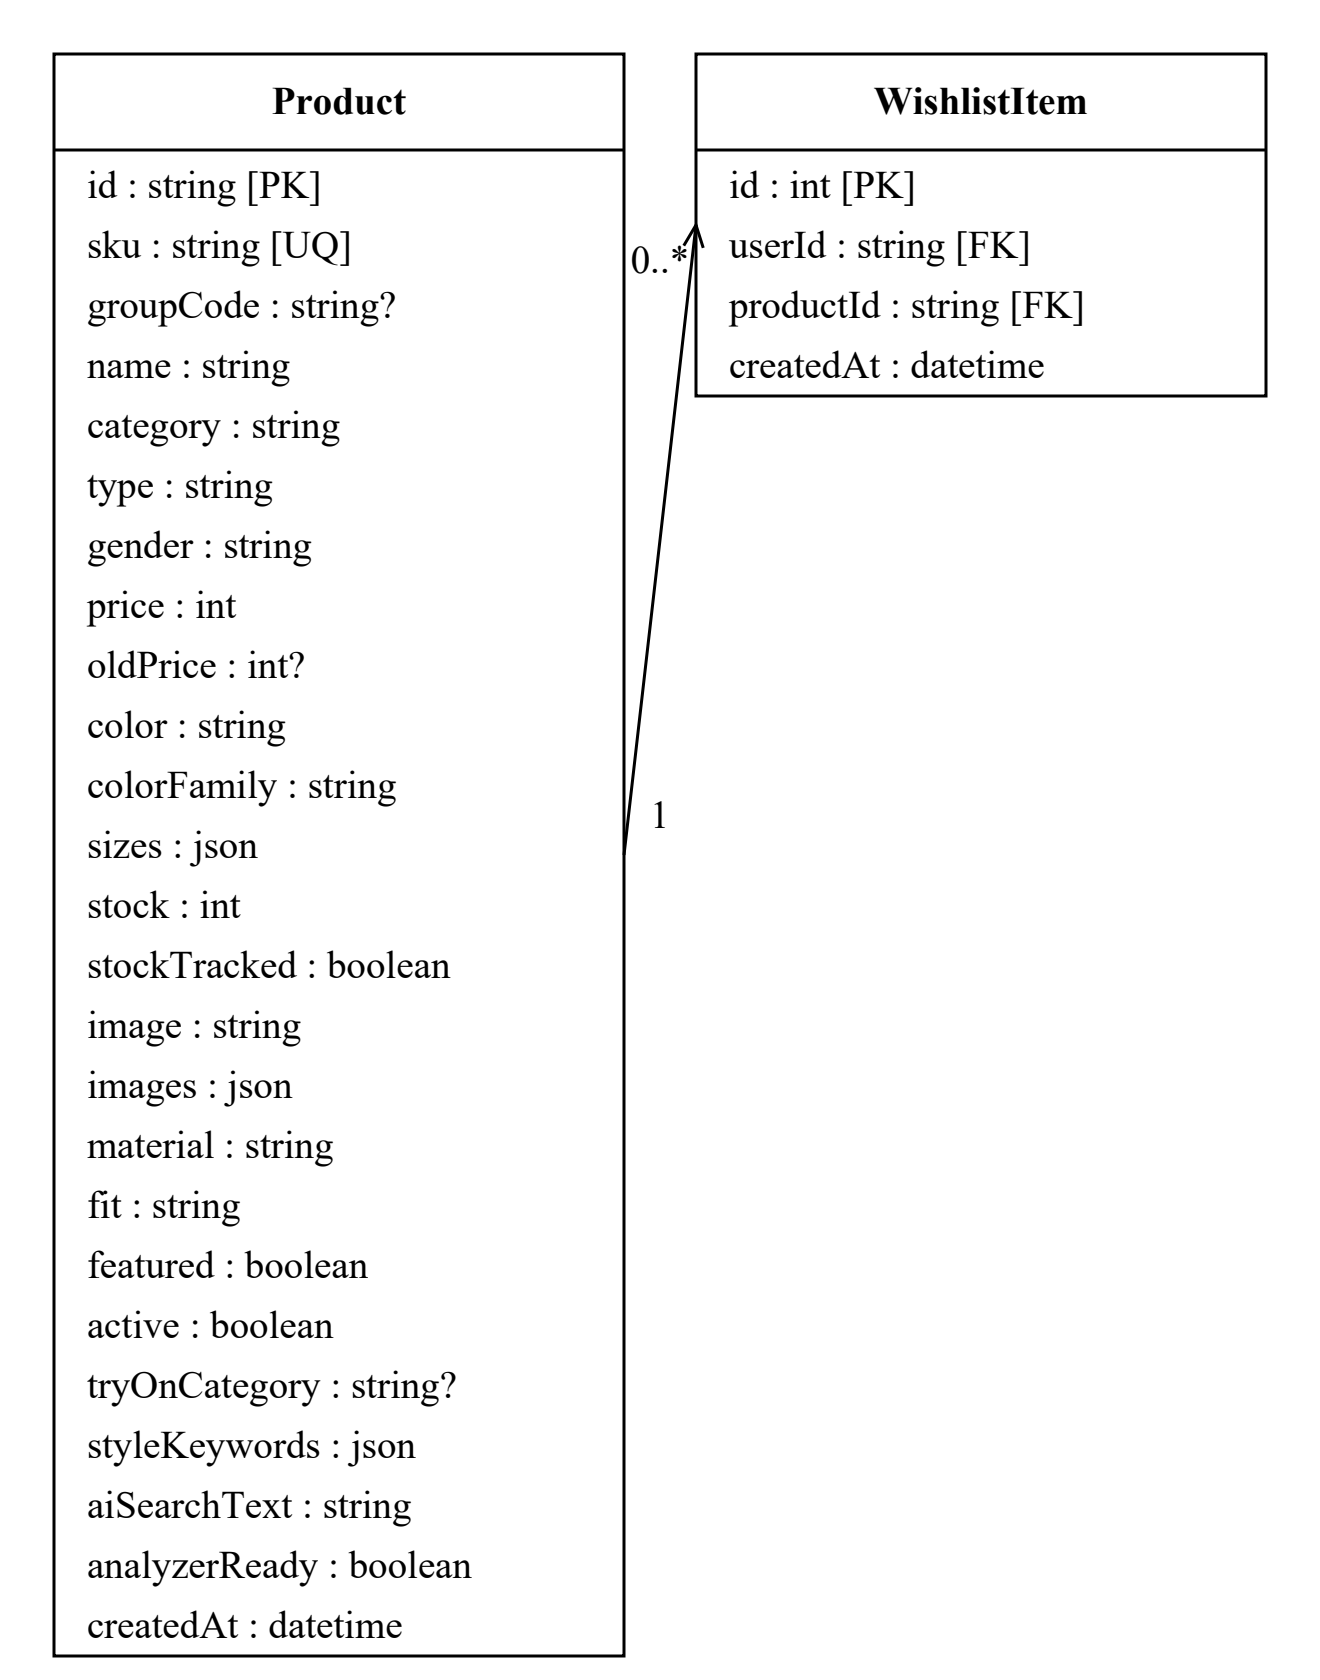 Product
id : string [PK]
sku : string [UQ]
groupCode : string?
name : string
category : string
type : string
gender : string
price : int
oldPrice : int?
color : string
colorFamily : string
sizes : json
stock : int
stockTracked : boolean
image : string
images : json
material : string
fit : string
featured : boolean
active : boolean
tryOnCategory : string?
styleKeywords : json
aiSearchText : string
analyzerReady : boolean
createdAt : datetime
0..*
1
WishlistItem
id : int [PK]
userId : string [FK]
productId : string [FK]
createdAt : datetime